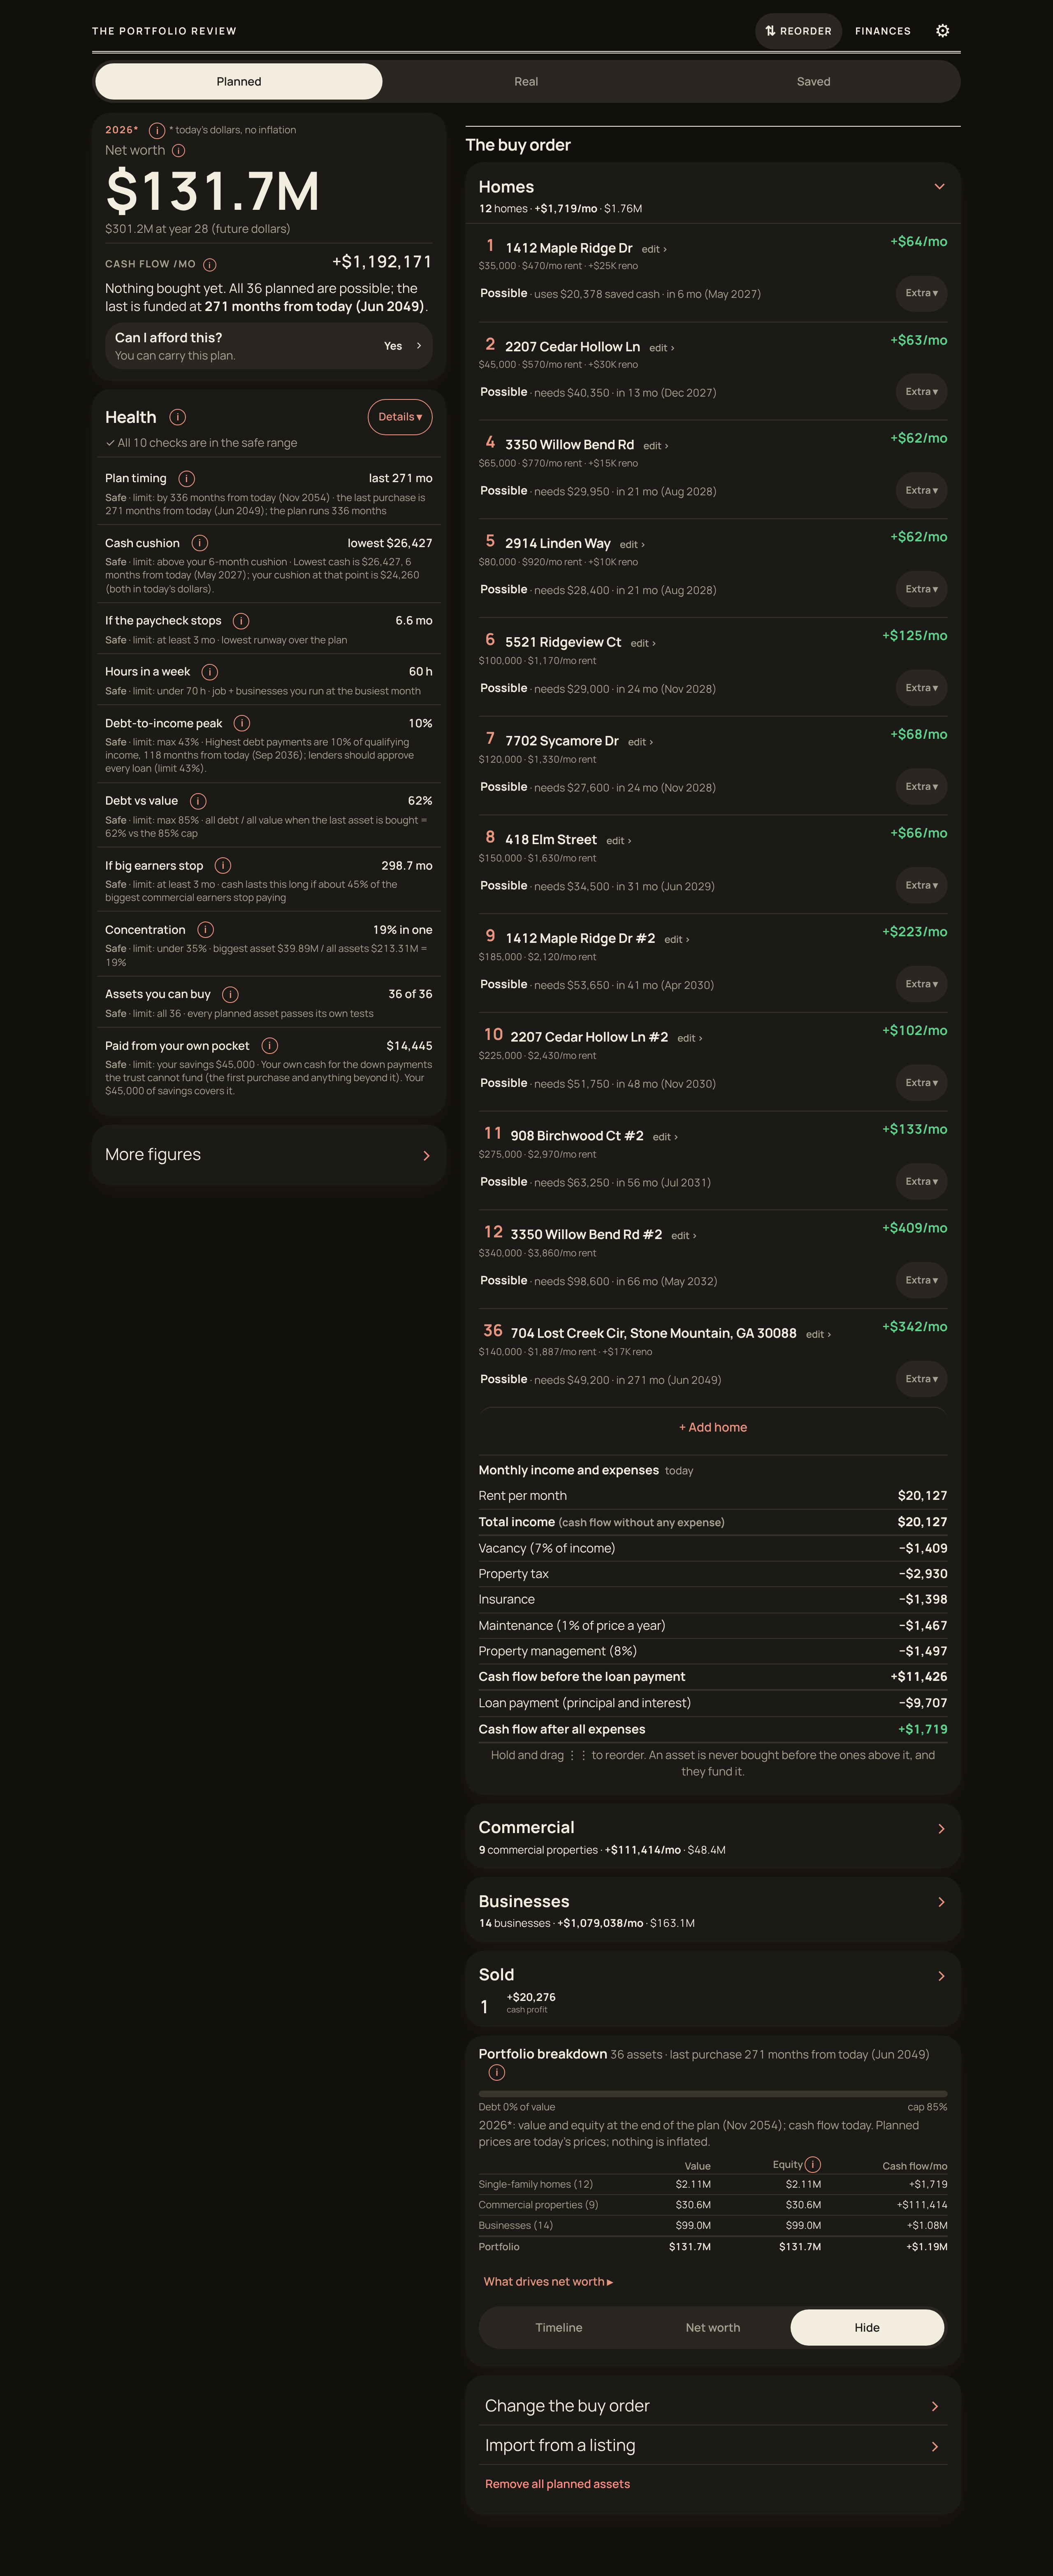 THE PORTFOLIO REVIEW
⇅ REORDER FINANCES ⚙
Planned Real Saved
2026* i * today's dollars, no inflation
Net worth i
$131.7M
$301.2M at year 28 (future dollars)
CASH FLOW /MO i +$1,192,171
Nothing bought yet. All 36 planned are possible; the
last is funded at 271 months from today (Jun 2049).
Can I afford this?
You can carry this plan.
Yes ›
Health i Details ▾
✓ All 10 checks are in the safe range
Plan timing i last 271 mo
Safe · limit: by 336 months from today (Nov 2054) · the last purchase is
271 months from today (Jun 2049); the plan runs 336 months
Cash cushion i lowest $26,427
Safe · limit: above your 6-month cushion · Lowest cash is $26,427, 6
months from today (May 2027); your cushion at that point is $24,260
(both in today's dollars).
If the paycheck stops i 6.6 mo
Safe · limit: at least 3 mo · lowest runway over the plan
Hours in a week i 60 h
Safe · limit: under 70 h · job + businesses you run at the busiest month
Debt-to-income peak i 10%
Safe · limit: max 43% · Highest debt payments are 10% of qualifying
income, 118 months from today (Sep 2036); lenders should approve
every loan (limit 43%).
Debt vs value i 62%
Safe · limit: max 85% · all debt / all value when the last asset is bought =
62% vs the 85% cap
If big earners stop i 298.7 mo
Safe · limit: at least 3 mo · cash lasts this long if about 45% of the
biggest commercial earners stop paying
Concentration i 19% in one
Safe · limit: under 35% · biggest asset $39.89M / all assets $213.31M =
19%
Assets you can buy i 36 of 36
Safe · limit: all 36 · every planned asset passes its own tests
Paid from your own pocket i $14,445
Safe · limit: your savings $45,000 · Your own cash for the down payments
the trust cannot fund (the first purchase and anything beyond it). Your
$45,000 of savings covers it.
More figures ›
The buy order
Homes
12 homes · +$1,719/mo · $1.76M
1 1412 Maple Ridge Dr edit › +$64/mo
$35,000 · $470/mo rent · +$25K reno
Possible · uses $20,378 saved cash · in 6 mo (May 2027) Extra ▾
2 2207 Cedar Hollow Ln edit › +$63/mo
$45,000 · $570/mo rent · +$30K reno
Possible · needs $40,350 · in 13 mo (Dec 2027) Extra ▾
4 3350 Willow Bend Rd edit › +$62/mo
$65,000 · $770/mo rent · +$15K reno
Possible · needs $29,950 · in 21 mo (Aug 2028) Extra ▾
5 2914 Linden Way edit › +$62/mo
$80,000 · $920/mo rent · +$10K reno
Possible · needs $28,400 · in 21 mo (Aug 2028) Extra ▾
6 5521 Ridgeview Ct edit › +$125/mo
$100,000 · $1,170/mo rent
Possible · needs $29,000 · in 24 mo (Nov 2028) Extra ▾
7 7702 Sycamore Dr edit › +$68/mo
$120,000 · $1,330/mo rent
Possible · needs $27,600 · in 24 mo (Nov 2028) Extra ▾
8 418 Elm Street edit › +$66/mo
$150,000 · $1,630/mo rent
Possible · needs $34,500 · in 31 mo (Jun 2029) Extra ▾
9 1412 Maple Ridge Dr #2 edit › +$223/mo
$185,000 · $2,120/mo rent
Possible · needs $53,650 · in 41 mo (Apr 2030) Extra ▾
10 2207 Cedar Hollow Ln #2 edit › +$102/mo
$225,000 · $2,430/mo rent
Possible · needs $51,750 · in 48 mo (Nov 2030) Extra ▾
11 908 Birchwood Ct #2 edit › +$133/mo
$275,000 · $2,970/mo rent
Possible · needs $63,250 · in 56 mo (Jul 2031) Extra ▾
12 3350 Willow Bend Rd #2 edit › +$409/mo
$340,000 · $3,860/mo rent
Possible · needs $98,600 · in 66 mo (May 2032) Extra ▾
36 704 Lost Creek Cir, Stone Mountain, GA 30088 edit › +$342/mo
$140,000 · $1,887/mo rent · +$17K reno
Possible · needs $49,200 · in 271 mo (Jun 2049) Extra ▾
+ Add home
Monthly income and expenses today
Rent per month $20,127
Total income (cash flow without any expense) $20,127
Vacancy (7% of income) −$1,409
Property tax −$2,930
Insurance −$1,398
Maintenance (1% of price a year) −$1,467
Property management (8%) −$1,497
Cash flow before the loan payment +$11,426
Loan payment (principal and interest) −$9,707
Cash flow after all expenses +$1,719
Hold and drag ⋮⋮ to reorder. An asset is never bought before the ones above it, and
they fund it.
Commercial ›
9 commercial properties · +$111,414/mo · $48.4M
Businesses ›
14 businesses · +$1,079,038/mo · $163.1M
Sold ›
1 +$20,276
cash profit
Portfolio breakdown 36 assets · last purchase 271 months from today (Jun 2049)
i
Debt 0% of value cap 85%
2026*: value and equity at the end of the plan (Nov 2054); cash flow today. Planned
prices are today's prices; nothing is inflated.
Value Equity i Cash flow/mo
Single-family homes (12) $2.11M $2.11M +$1,719
Commercial properties (9) $30.6M $30.6M +$111,414
Businesses (14) $99.0M $99.0M +$1.08M
Portfolio $131.7M $131.7M +$1.19M
What drives net worth ▸
Timeline Net worth Hide
Change the buy order ›
Import from a listing ›
Remove all planned assets